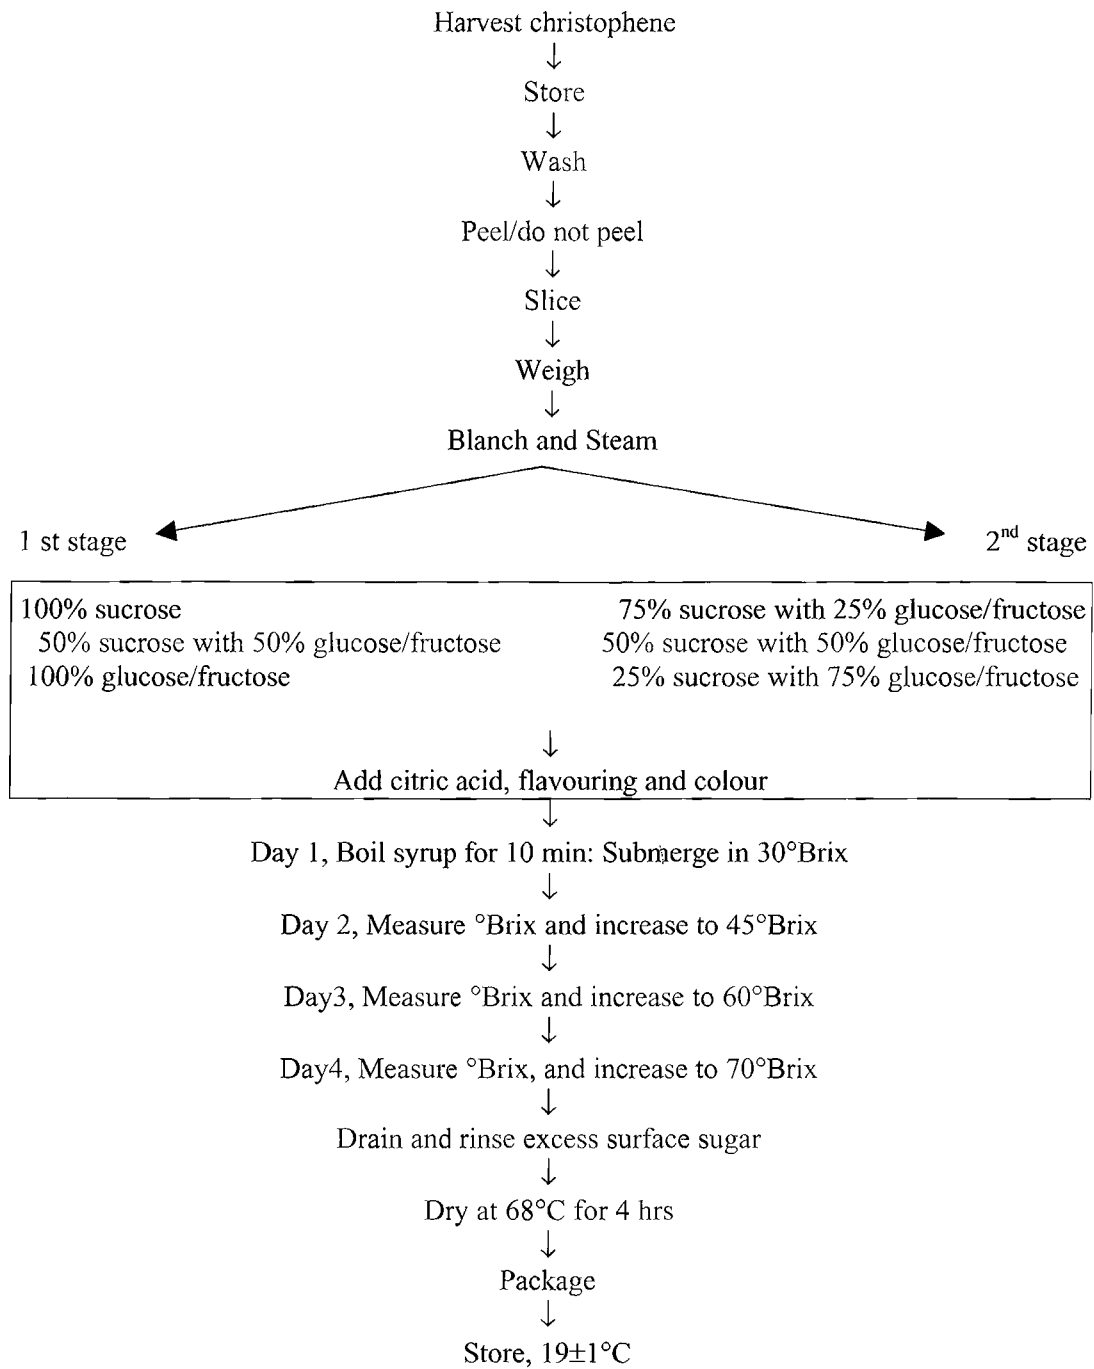 Harvest christophene
↓
Store
↓
Wash
↓
Peel/do not peel
↓
Slice
↓
Weigh
↓
Blanch and Steam
1 st stage
2nd stage
100% sucrose
50% sucrose with 50% glucose/fructose
100% glucose/fructose
75% sucrose with 25% glucose/fructose
50% sucrose with 50% glucose/fructose
25% sucrose with 75% glucose/fructose
↓
Add citric acid, flavouring and colour
↓
Day 1, Boil syrup for 10 min: Submerge in 30°Brix
↓
Day 2, Measure °Brix and increase to 45°Brix
↓
Day3, Measure °Brix and increase to 60°Brix
↓
Day4, Measure °Brix, and increase to 70°Brix
↓
Drain and rinse excess surface sugar
↓
Dry at 68°C for 4 hrs
↓
Package
↓
Store, 19±1°C